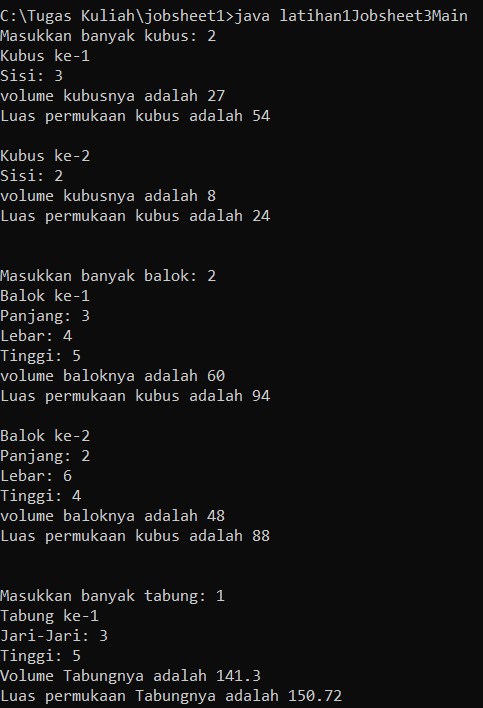 C:\Tugas Kuliah\jobsheet1>java latihan1Jobsheet3Main
Masukkan banyak kubus: 2
Kubus ke-1
Sisi: 3
volume kubusnya adalah 27
Luas permukaan kubus adalah 54
Kubus ke-2
Sisi: 2
volume kubusnya adalah 8
Luas permukaan kubus adalah 24
Masukkan banyak balok: 2
Balok ke-1
Panjang: 3
Lebar: 4
Tinggi: 5
volume baloknya adalah 60
Luas permukaan kubus adalah 94
Balok ke-2
Panjang: 2
Lebar: 6
Tinggi: 4
volume baloknya adalah 48
Luas permukaan kubus adalah 88
Masukkan banyak tabung: 1
Tabung ke-1
Jari-Jari: 3
Tinggi: 5
Volume Tabungnya adalah 141.3
Luas permukaan Tabungnya adalah 150.72